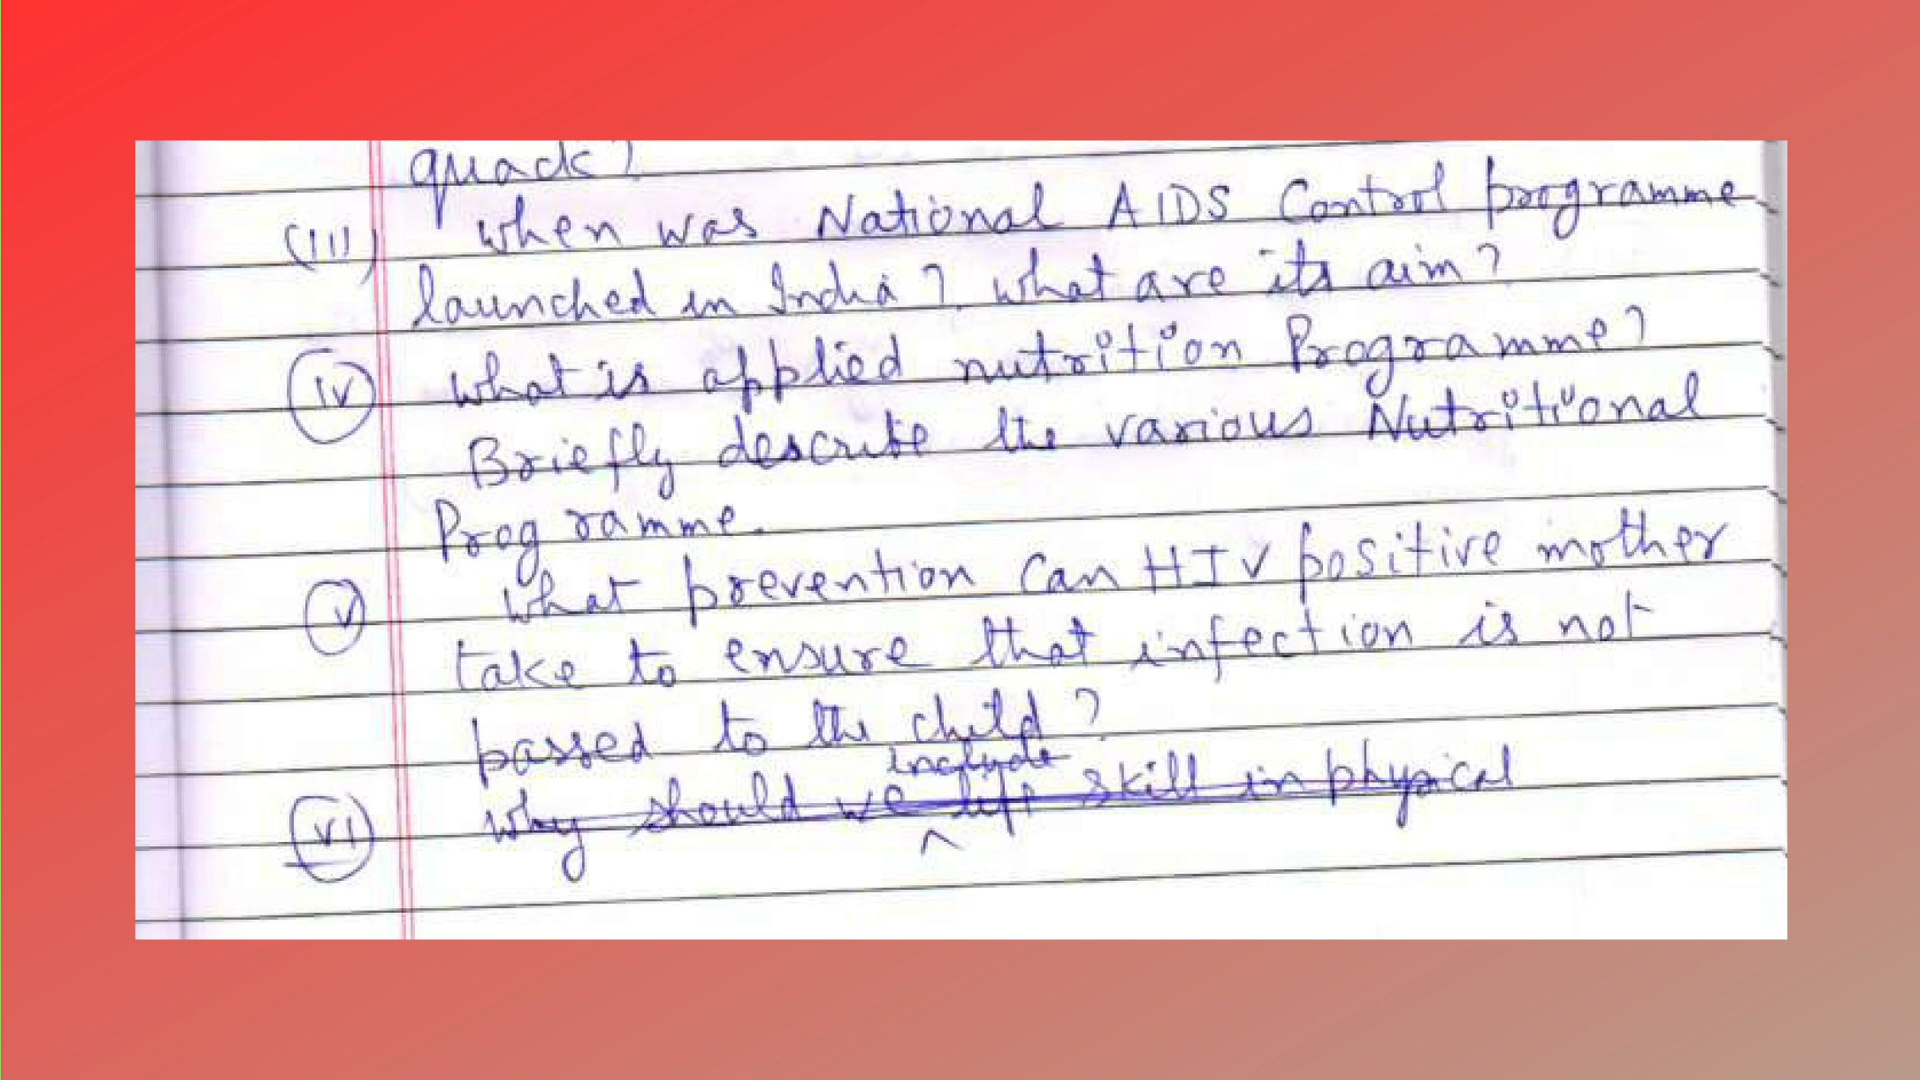 quack?
(iii) when was National AIDS Control programme
launched in India? what are its aim?
(iv) what is applied nutrition Programme?
Briefly describe the various Nutritional
Programme.
(v) what prevention can HIV positive mother
take to ensure that infection is not
passed to the child?
include
(vi) why should we life skill in physical